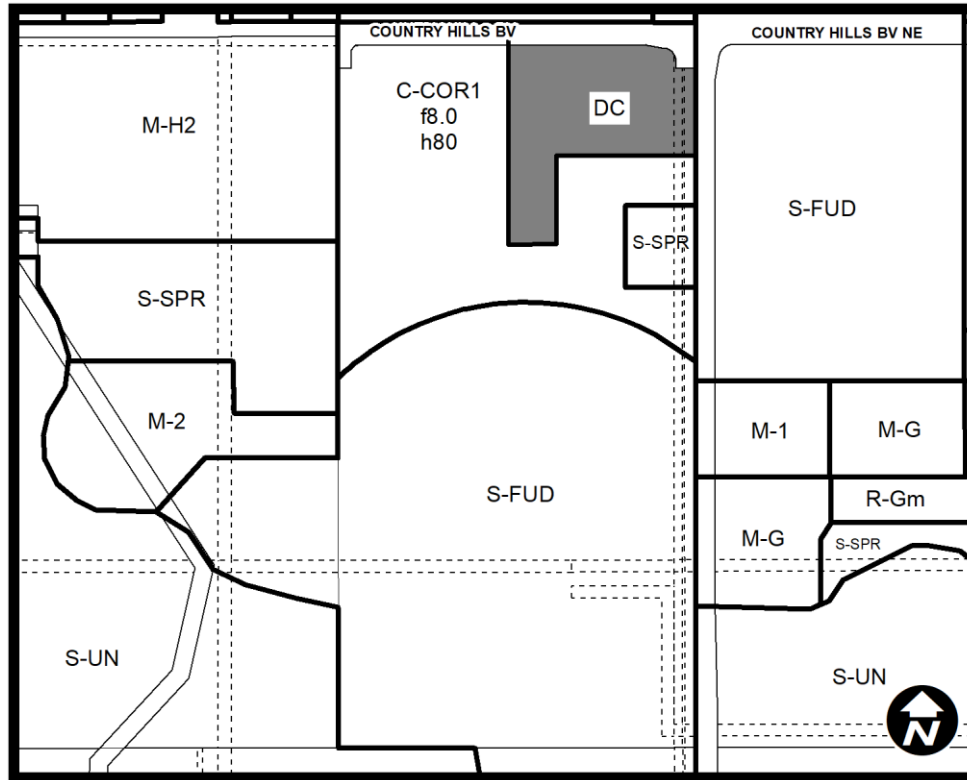 COUNTRY HILLS BV
COUNTRY HILLS BV NE
C-COR1
f8.0
h80
DC
M-H2
S-FUD
S-SPR
S-SPR
M-2
M-1
M-G
S-FUD
R-Gm
M-G
S-SPR
S-UN
S-UN
N